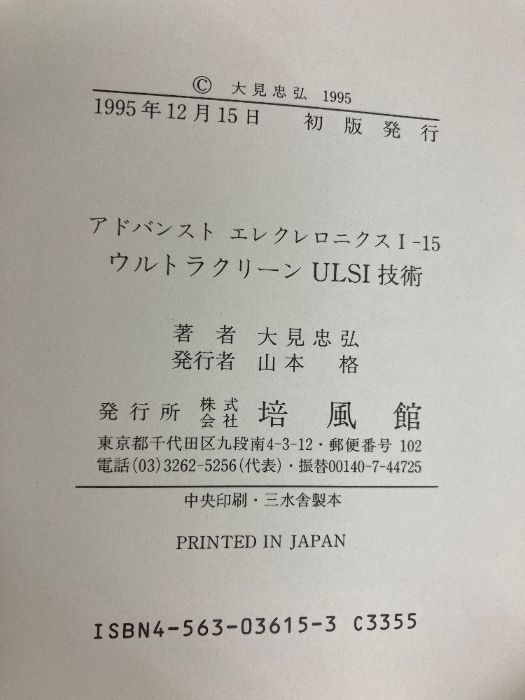 © 大見忠弘 1995
1995年12月15日 初版発行
アドバンスト エレクレロニクスI-15
ウルトラクリーン ULSI 技術
著者 大見忠弘
発行者 山本 格
発行所 株式会社 培風館
東京都千代田区九段南4-3-12・郵便番号 102
電話(03)3262-5256(代表)・振替00140-7-44725
中央印刷・三水舎製本
PRINTED IN JAPAN
ISBN4-563-03615-3 C3355